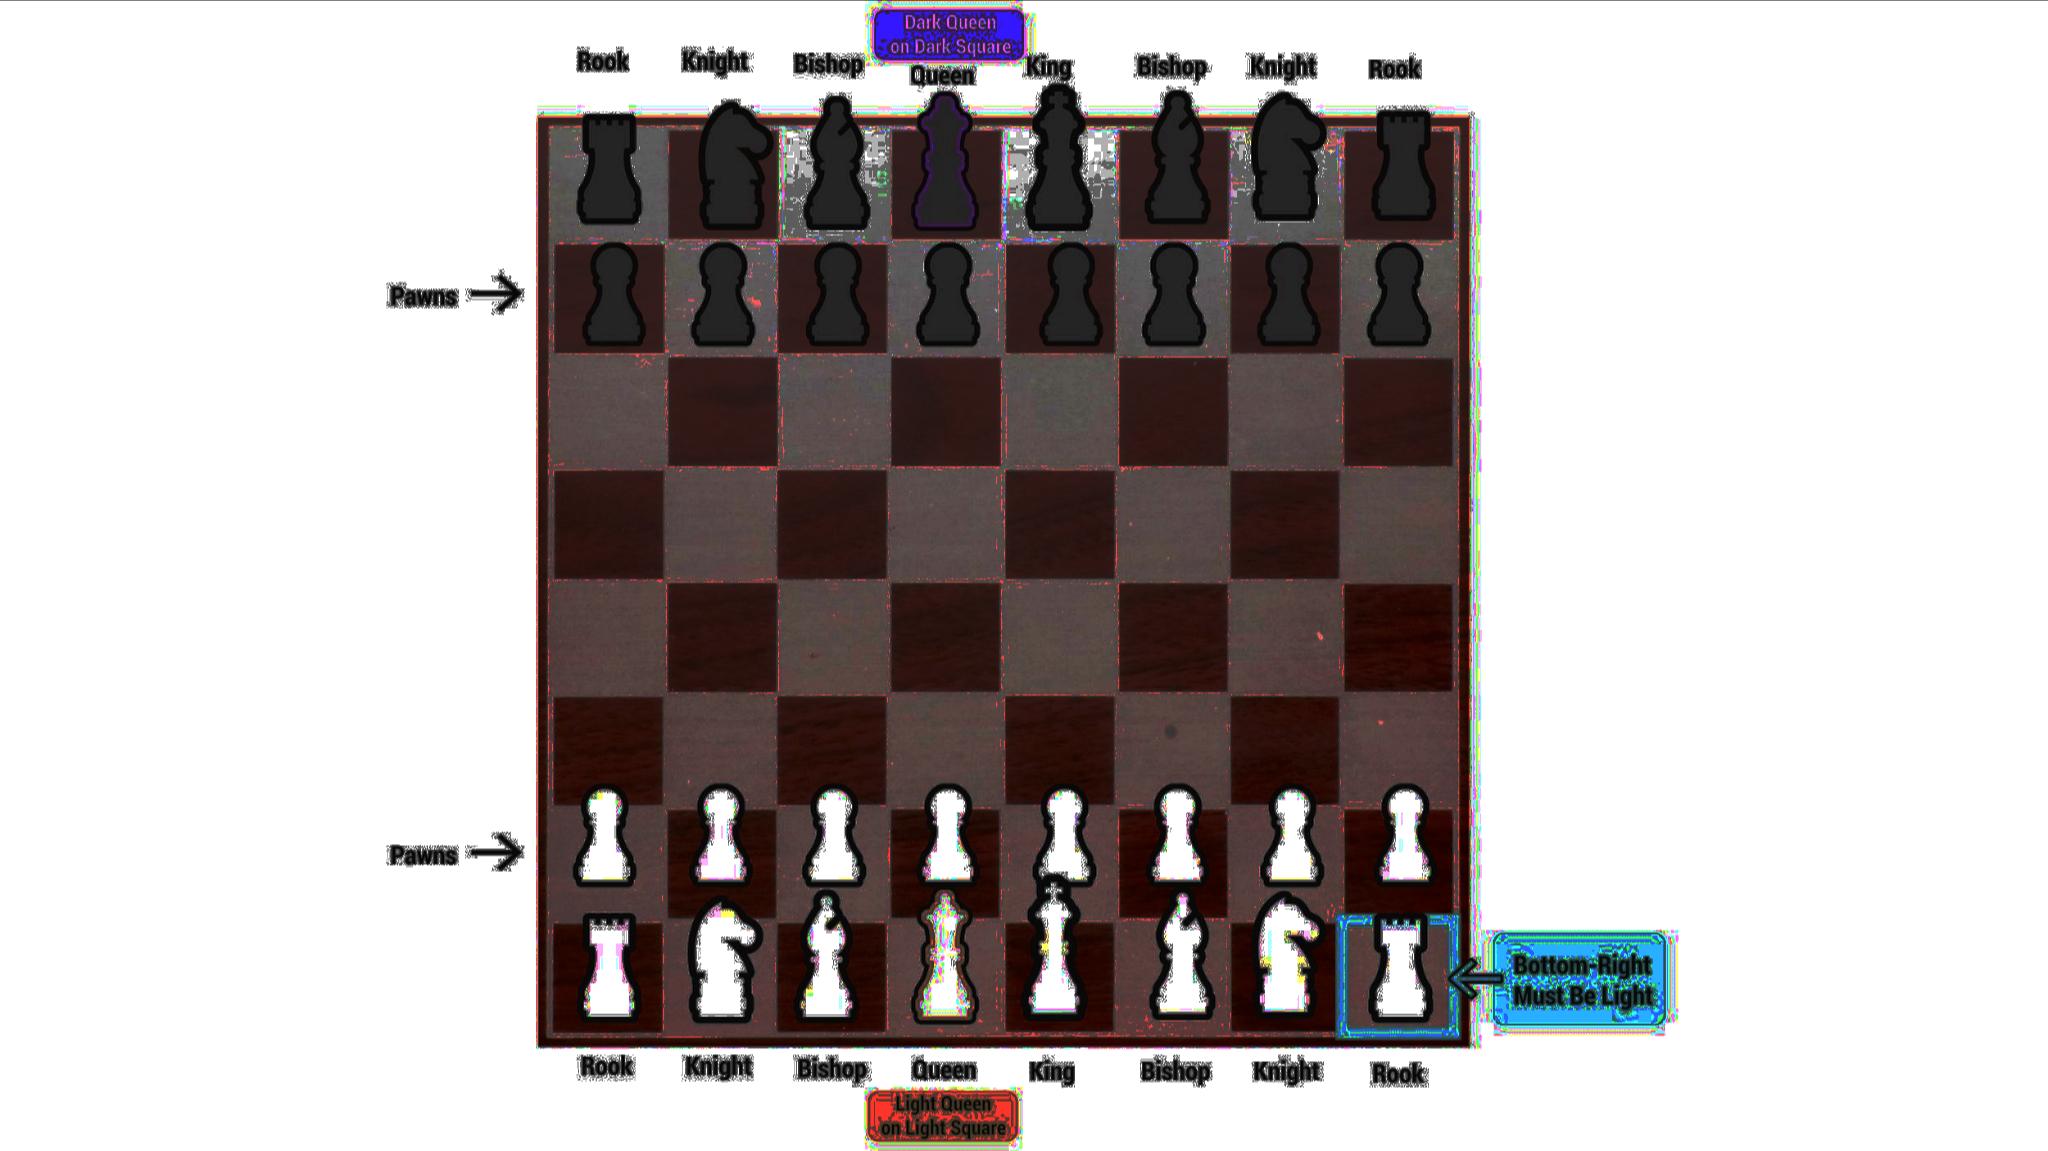 Dark Queen
on Dark Square
Rook Knight Bishop Queen King Bishop Knight Rook
Pawns
Pawns
Bottom-Right
Must Be Light
Rook Knight Bishop Queen King Bishop Knight Rook
Light Queen
on Light Square